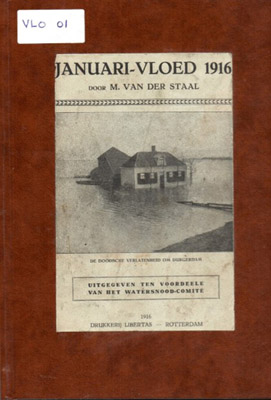 VLO 01
JANUARI-VLOED 1916
DOOR M. VAN DER STAAL
UITGEGEVEN TEN VOORDEELE
VAN HET WATERSNOOD-COMITÉ
1916
DRUKKERIJ LIBERTAS — ROTTERDAM